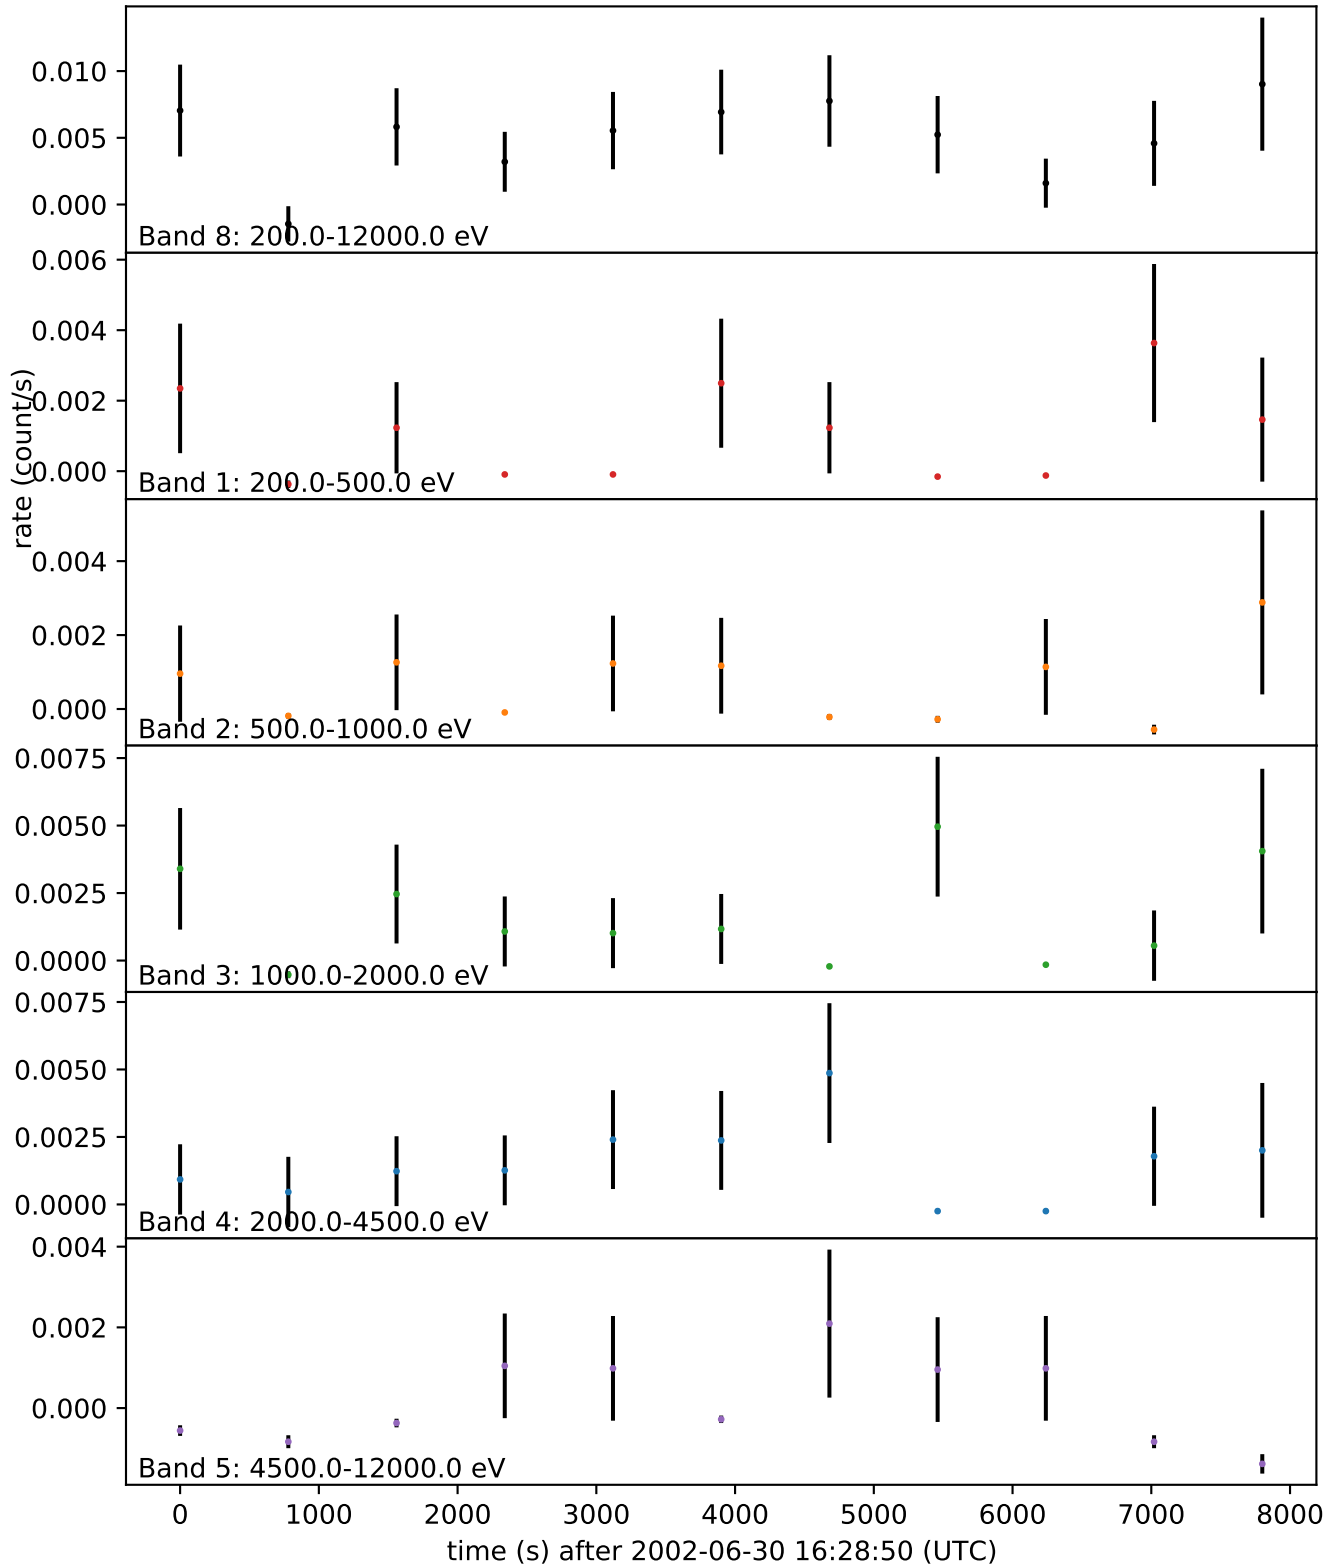 0.010
0.005
0.000
Band 8: 200.0-12000.0 eV
0.006
0.004
0.002
0.000
Band 1: 200.0-500.0 eV
rate (count/s)
0.004
0.002
0.000
Band 2: 500.0-1000.0 eV
0.0075
0.0050
0.0025
0.0000
Band 3: 1000.0-2000.0 eV
0.0075
0.0050
0.0025
0.0000
Band 4: 2000.0-4500.0 eV
0.004
0.002
0.000
Band 5: 4500.0-12000.0 eV
0 1000 2000 3000 4000 5000 6000 7000 8000
time (s) after 2002-06-30 16:28:50 (UTC)